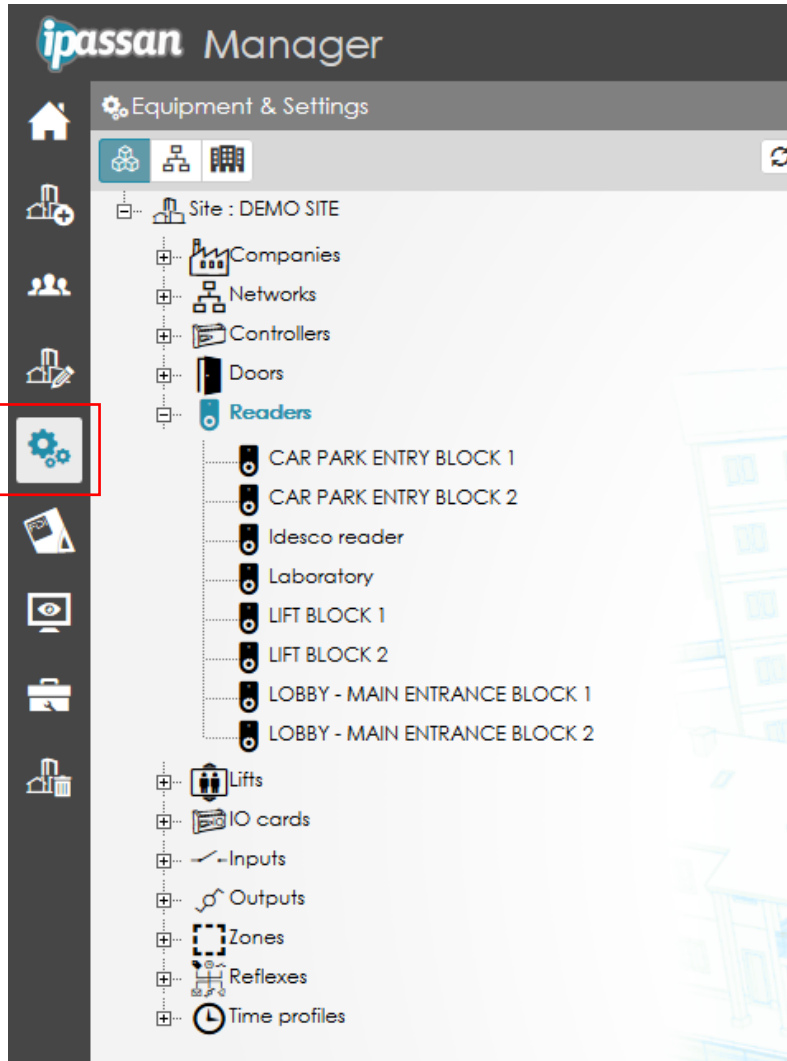 ipassan Manager
Equipment & Settings
Site : DEMO SITE
Companies
Networks
Controllers
Doors
Readers
CAR PARK ENTRY BLOCK 1
CAR PARK ENTRY BLOCK 2
Idesco reader
Laboratory
LIFT BLOCK 1
LIFT BLOCK 2
LOBBY - MAIN ENTRANCE BLOCK 1
LOBBY - MAIN ENTRANCE BLOCK 2
Lifts
IO cards
Inputs
Outputs
Zones
Reflexes
Time profiles